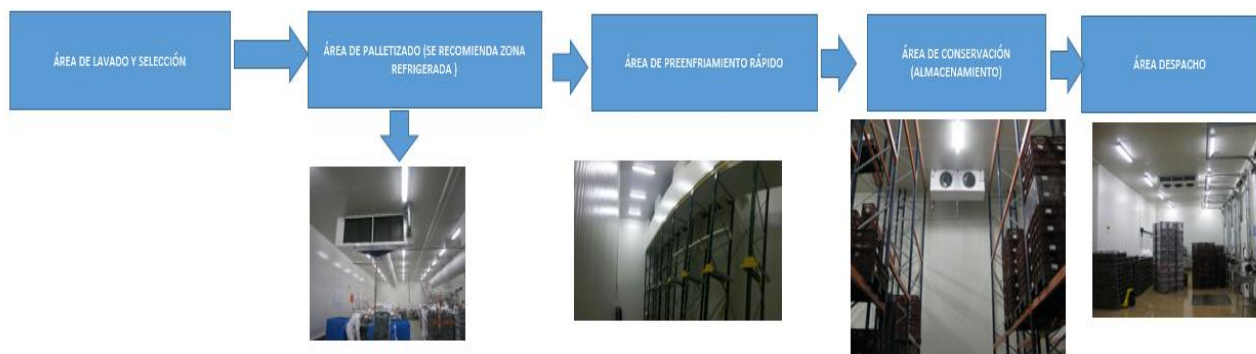 ÁREA DE LAVADO Y SELECCIÓN
ÁREA DE PALLETIZADO (SE RECOMIENDA ZONA
REFRIGERADA )
ÁREA DE PREENFRIAMIENTO RÁPIDO
ÁREA DE CONSERVACIÓN
(ALMACENAMIENTO)
ÁREA DESPACHO